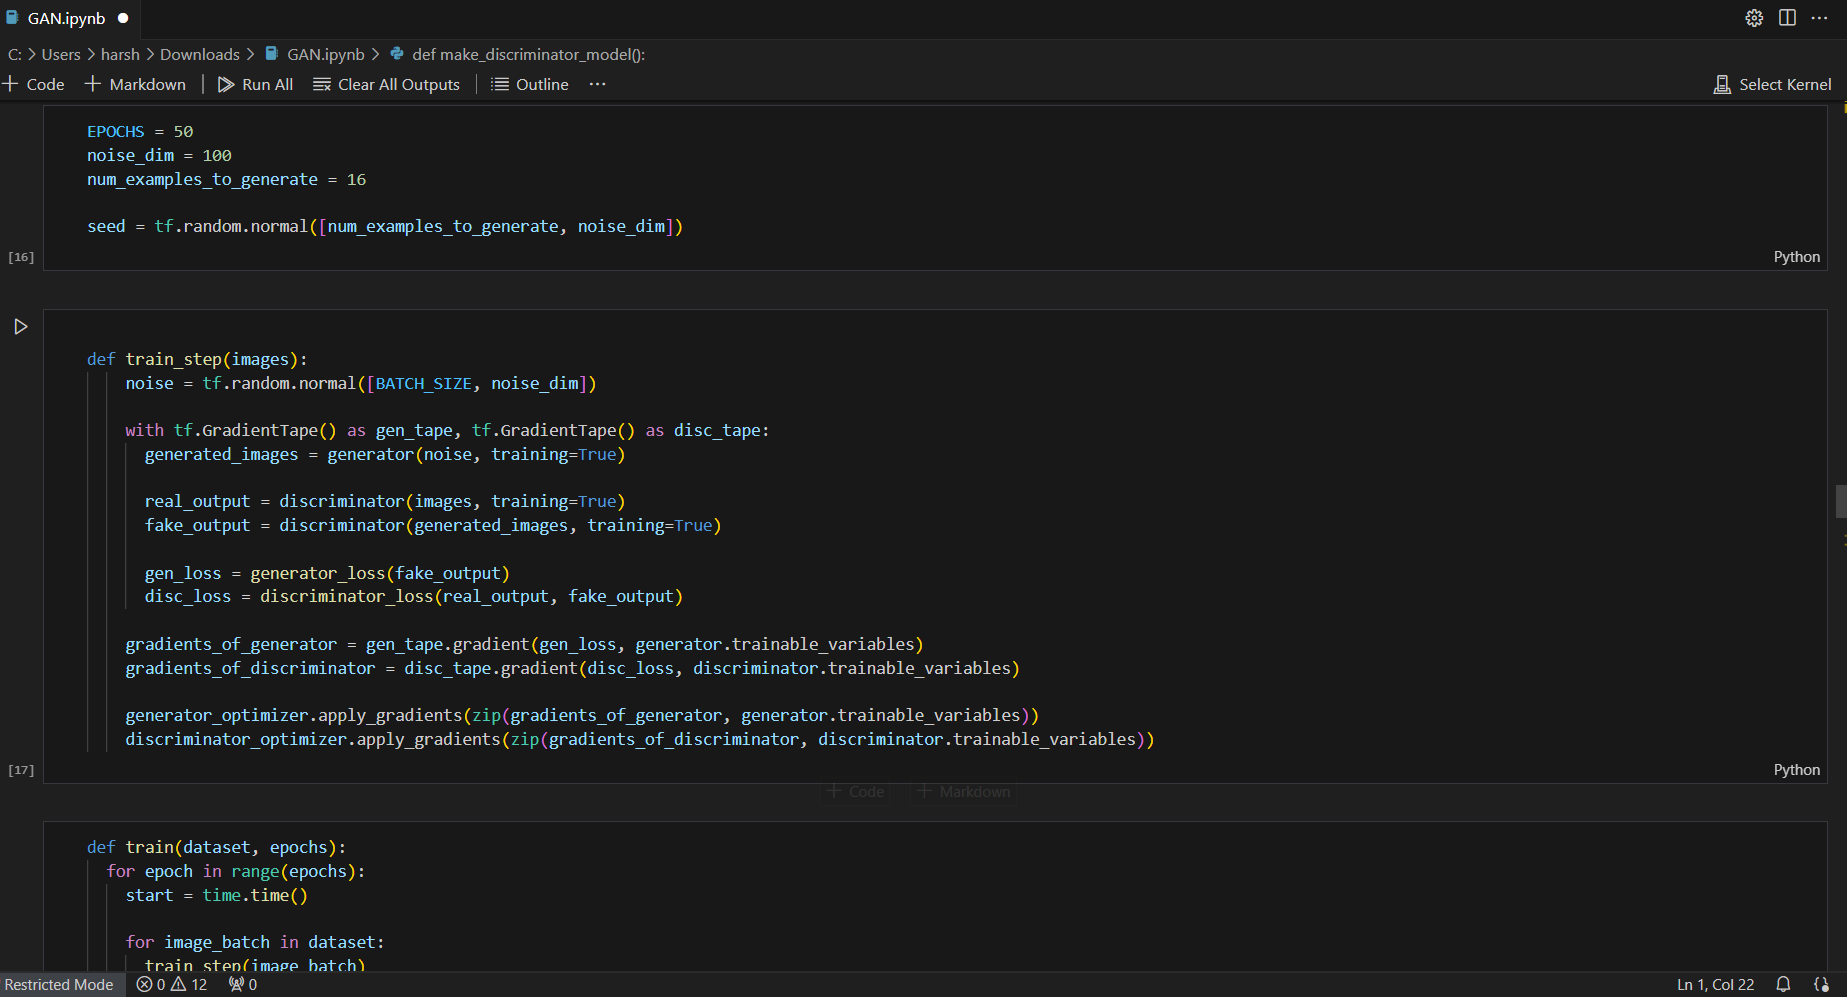 GAN.ipynb
C: > Users > harsh > Downloads > GAN.ipynb > def make_discriminator_model():
+ Code + Markdown | Run All Clear All Outputs | Outline ···
Select Kernel
EPOCHS = 50
noise_dim = 100
num_examples_to_generate = 16
seed = tf.random.normal([num_examples_to_generate, noise_dim])
[16]
Python
def train_step(images):
noise = tf.random.normal([BATCH_SIZE, noise_dim])
with tf.GradientTape() as gen_tape, tf.GradientTape() as disc_tape:
generated_images = generator(noise, training=True)
real_output = discriminator(images, training=True)
fake_output = discriminator(generated_images, training=True)
gen_loss = generator_loss(fake_output)
disc_loss = discriminator_loss(real_output, fake_output)
gradients_of_generator = gen_tape.gradient(gen_loss, generator.trainable_variables)
gradients_of_discriminator = disc_tape.gradient(disc_loss, discriminator.trainable_variables)
generator_optimizer.apply_gradients(zip(gradients_of_generator, generator.trainable_variables))
discriminator_optimizer.apply_gradients(zip(gradients_of_discriminator, discriminator.trainable_variables))
[17]
Python
+ Code + Markdown
def train(dataset, epochs):
for epoch in range(epochs):
start = time.time()
for image_batch in dataset:
train_step(image_batch)
Restricted Mode 0 12 0
Ln 1, Col 22